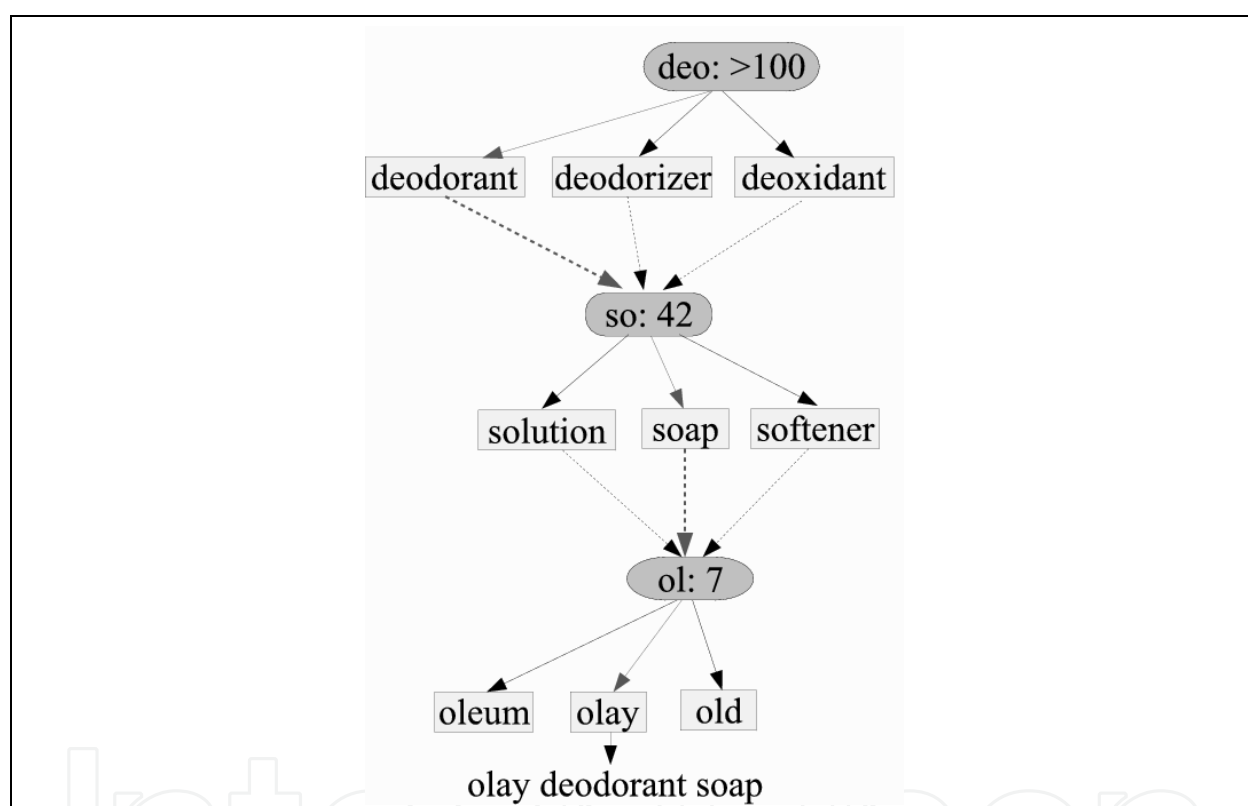 deo: >100
deodorant deodorizer deoxidant
so: 42
solution soap softener
ol: 7
oleum olay old
olay deodorant soap